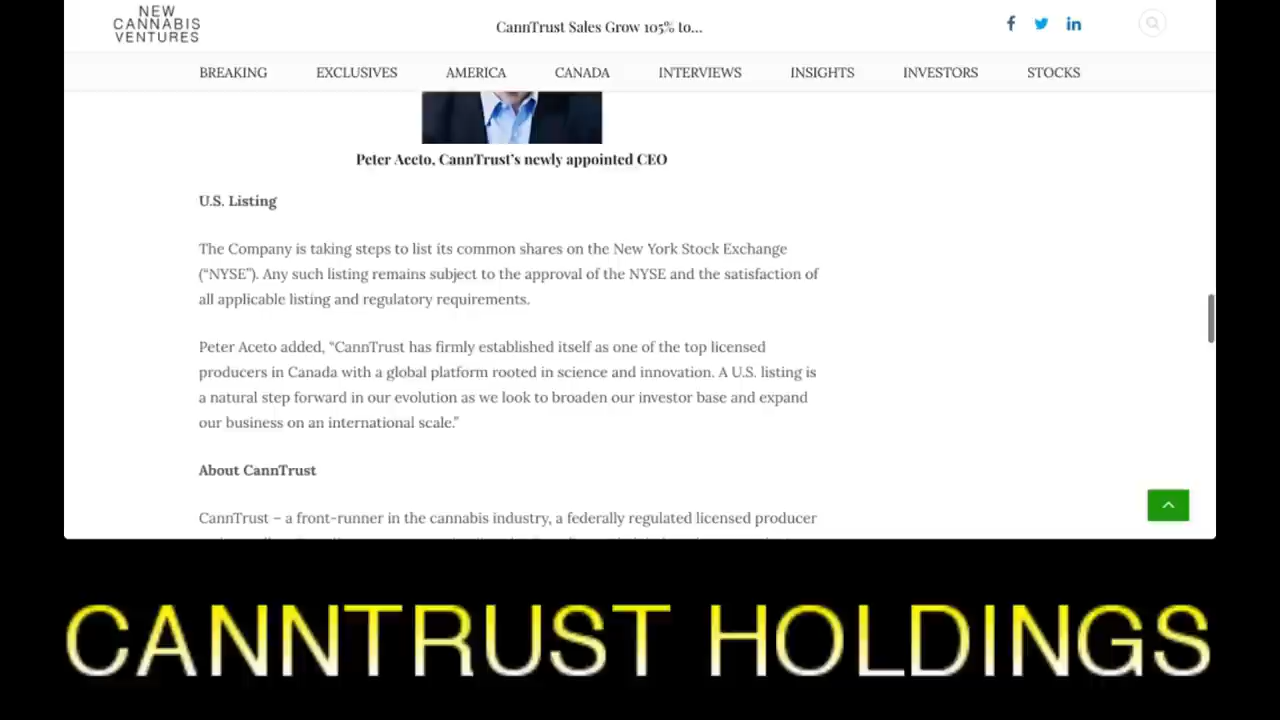 NEW
CANNABIS
VENTURES
CannTrust Sales Grow 105% to...
BREAKING EXCLUSIVES AMERICA CANADA INTERVIEWS INSIGHTS INVESTORS STOCKS
Peter Aceto, CannTrust's newly appointed CEO
U.S. Listing
The Company is taking steps to list its common shares on the New York Stock Exchange
(“NYSE”). Any such listing remains subject to the approval of the NYSE and the satisfaction of
all applicable listing and regulatory requirements.
Peter Aceto added, “CannTrust has firmly established itself as one of the top licensed
producers in Canada with a global platform rooted in science and innovation. A U.S. listing is
a natural step forward in our evolution as we look to broaden our investor base and expand
our business on an international scale.”
About CannTrust
CannTrust – a front-runner in the cannabis industry, a federally regulated licensed producer
CANNTRUST HOLDINGS